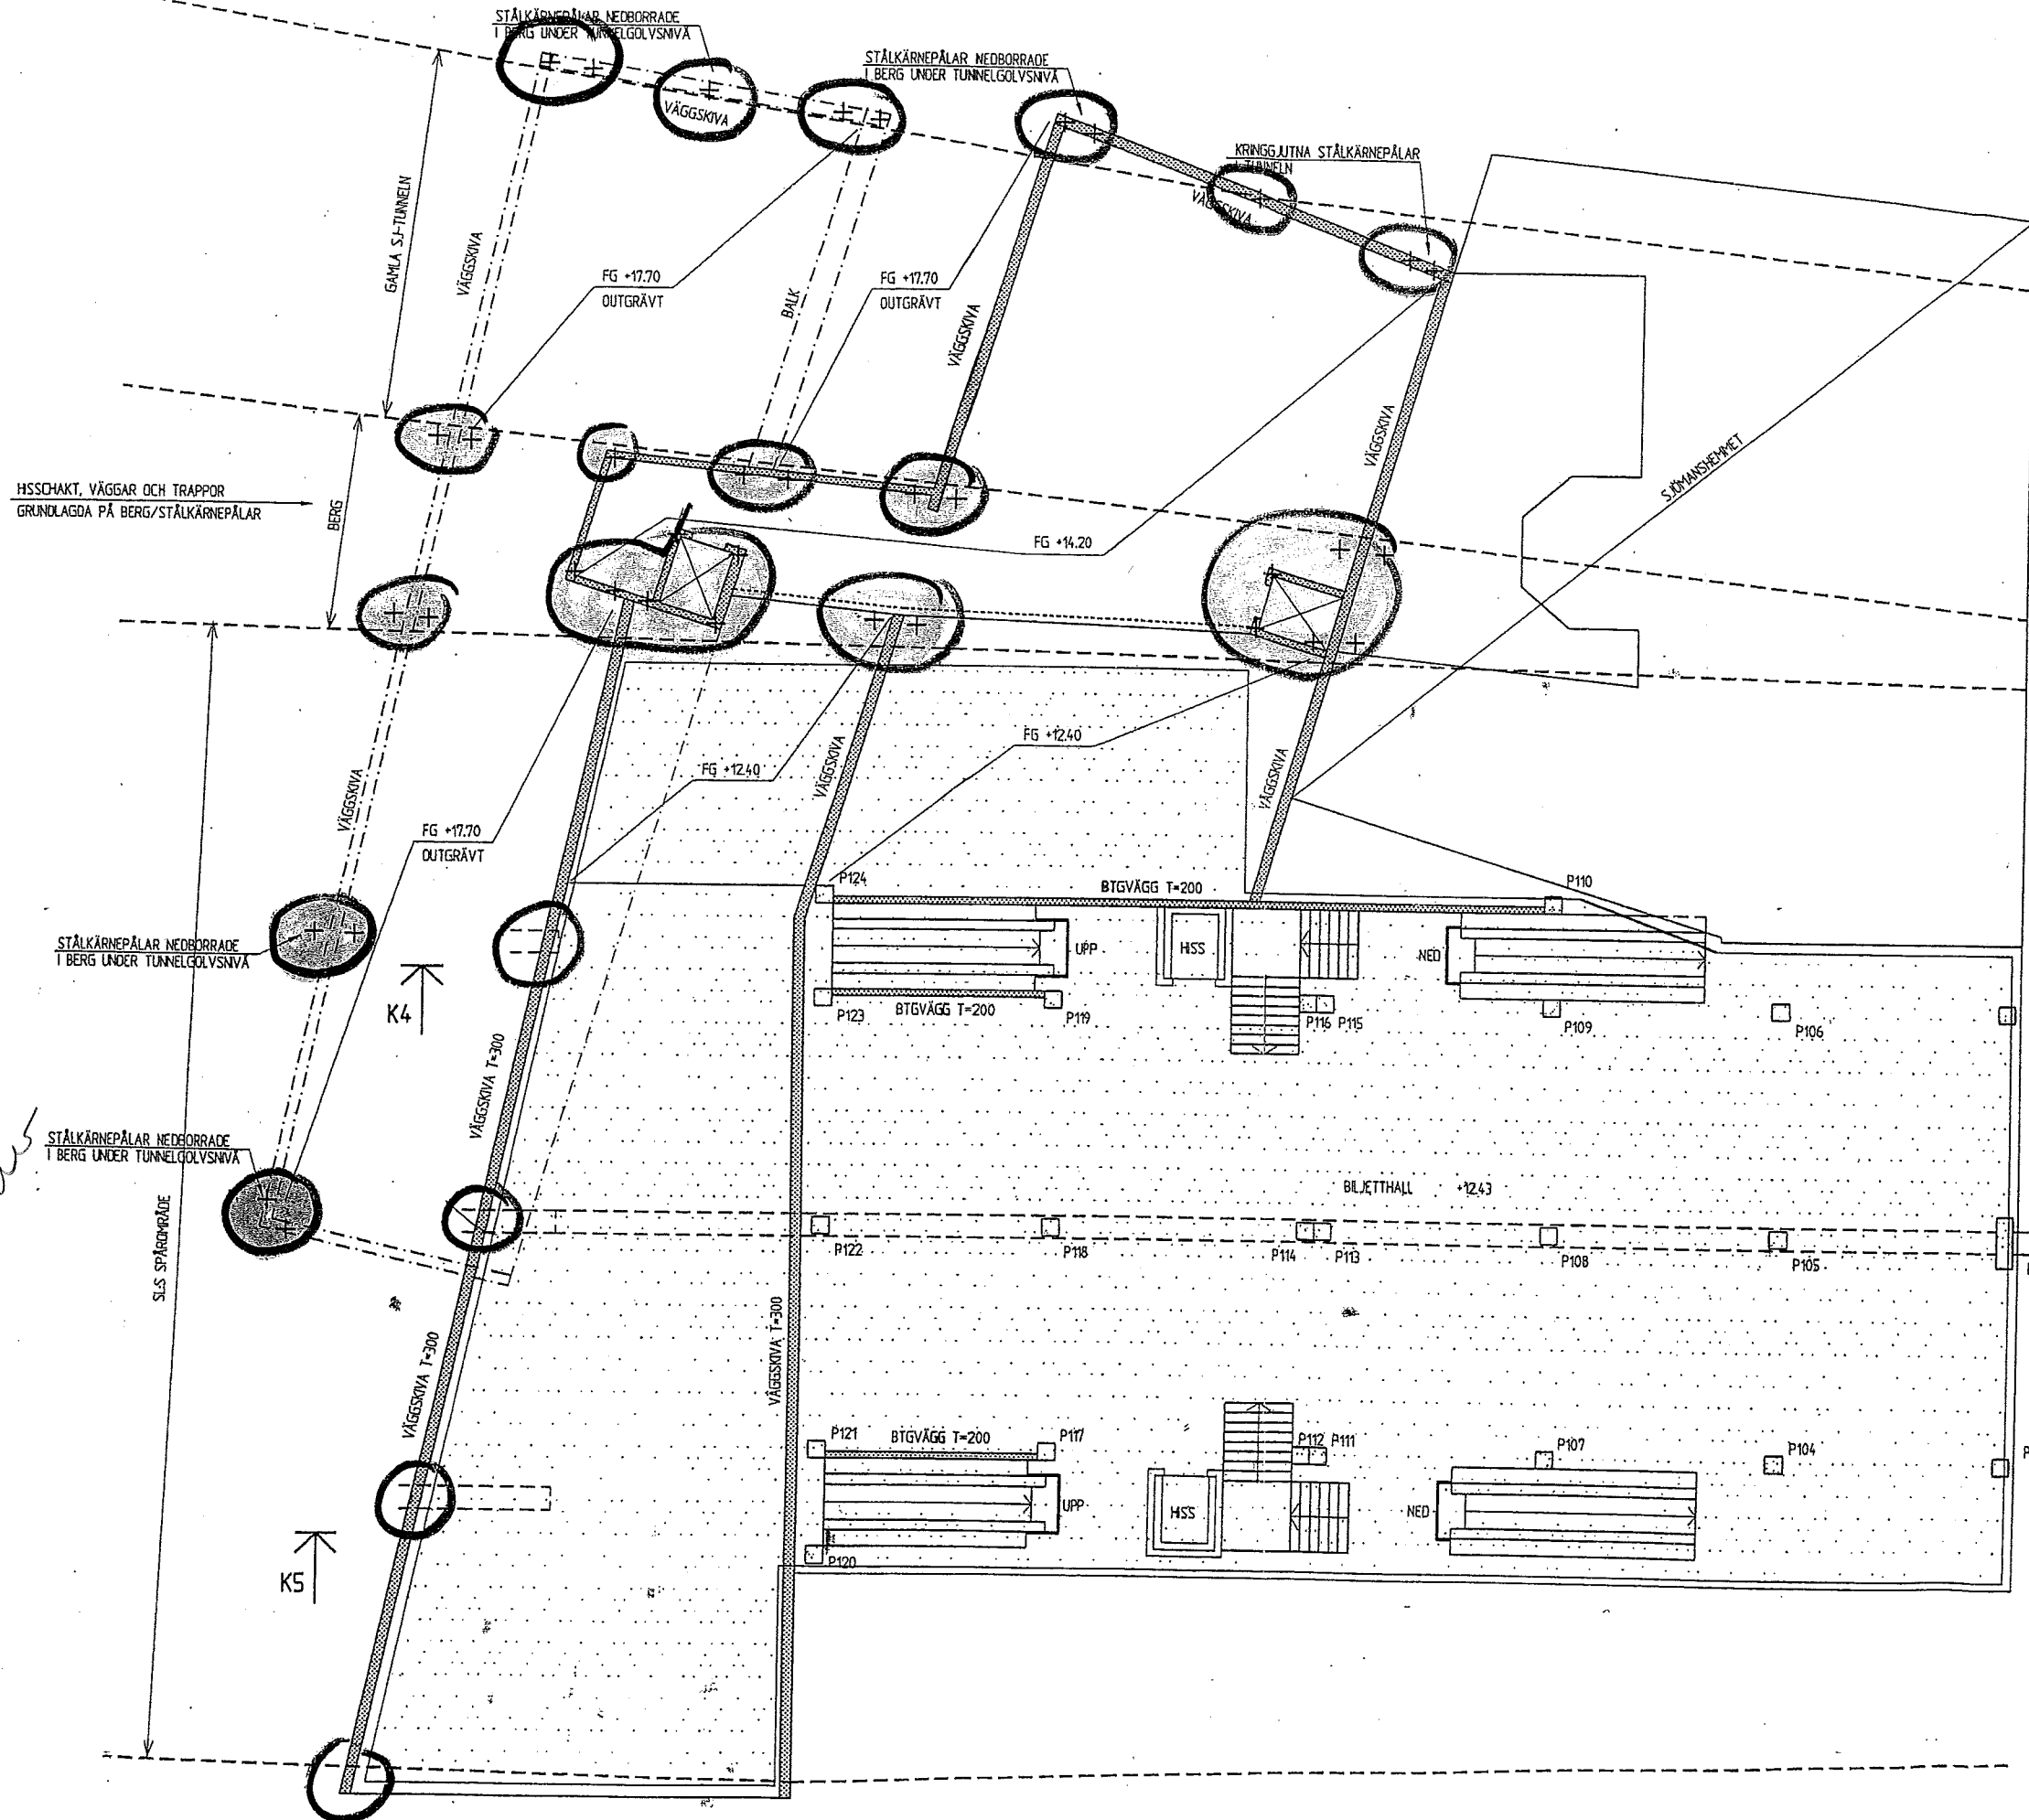 STÅLKÄRNEPÅLAR NEDBORRADE
I BERG UNDER TUNNELGOLVSNIVÅ
STÅLKÄRNEPÅLAR NEDBORRADE
I BERG UNDER TUNNELGOLVSNIVÅ
VÄGGSKIVA
KRINGGJUTNA STÅLKÄRNEPÅLAR
I TUNNELN
VÄGGSKIVA
GAMLA SJ-TUNNELN
VÄGGSKIVA
FG +17.70
OUTGRÄVT
BALK
FG +17.70
OUTGRÄVT
VÄGGSKIVA
VÄGGSKIVA
SJÖMANSHEMMET
HISSCHAKT, VÄGGAR OCH TRAPPOR
GRUNDLAGDA PÅ BERG/STÅLKÄRNEPÅLAR
BERG
FG +14.20
FG +12.40
FG +12.40
VÄGGSKIVA
VÄGGSKIVA
VÄGGSKIVA
FG +17.70
OUTGRÄVT
P124
BTGVÄGG T=200
P110
STÅLKÄRNEPÅLAR NEDBORRADE
I BERG UNDER TUNNELGOLVSNIVÅ
UPP
HISS
NED
K4
P123
BTGVÄGG T=200
P119
P116
P115
P109
P106
VÄGGSKIVA T=300
STÅLKÄRNEPÅLAR NEDBORRADE
I BERG UNDER TUNNELGOLVSNIVÅ
SL:S SPÅROMRÅDE
BILJETTHALL +12.43
P122
P118
P114
P113
P108
P105
VÄGGSKIVA T=300
VÄGGSKIVA T=300
P121
BTGVÄGG T=200
P117
P112
P111
P107
P104
P
UPP
HISS
NED
P120
K5